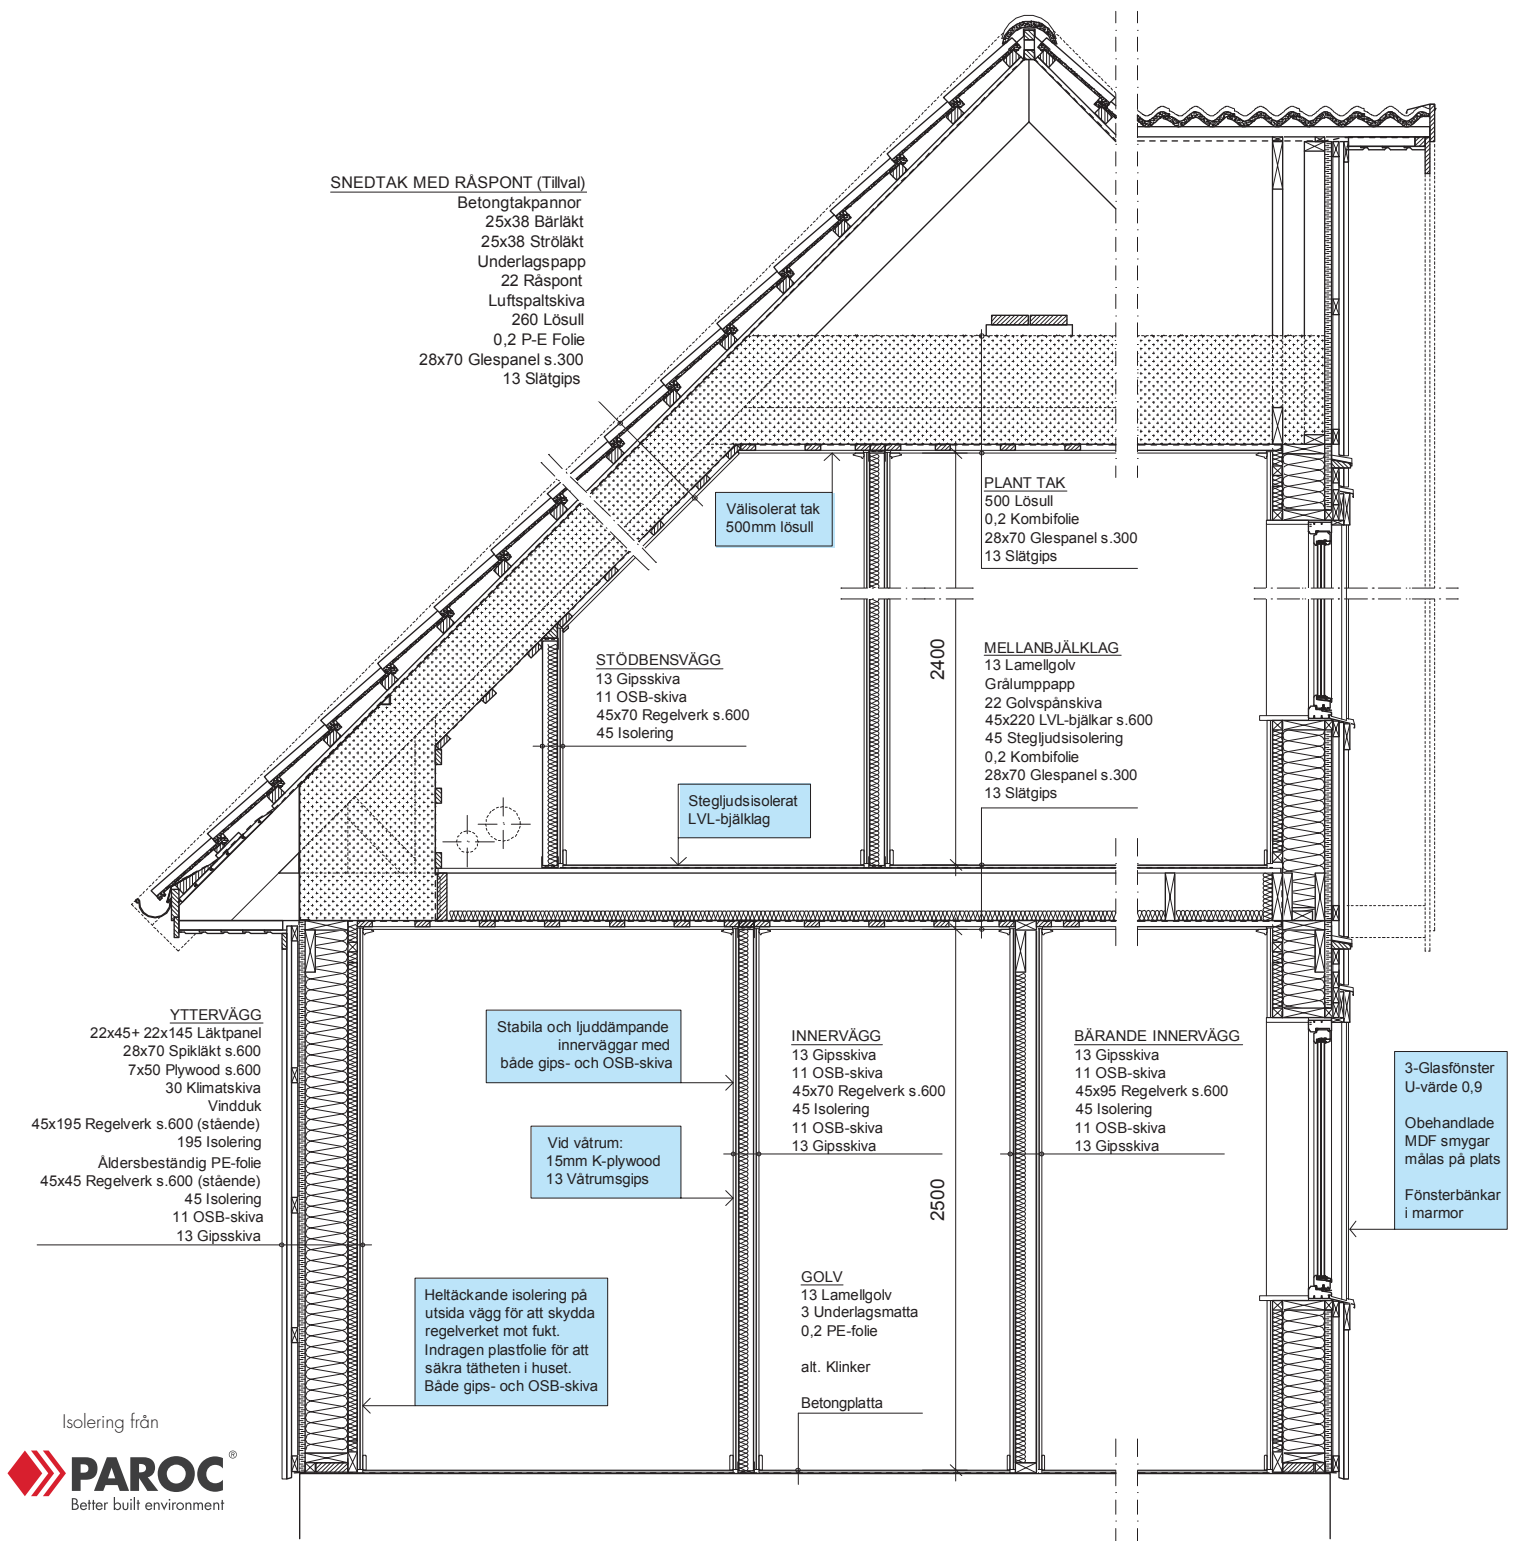 SNEDTAK MED RÅSPONT (Tillval)
Betongtakpannor
25x38 Bärläkt
25x38 Ströläkt
Underlagspapp
22 Råspont
Luftspaltskiva
260 Lösull
0,2 P-E Folie
28x70 Glespanel s.300
13 Slätgips
Välisolerat tak
500mm lösull
PLANT TAK
500 Lösull
0,2 Kombifolie
28x70 Glespanel s.300
13 Slätgips
STÖDBENSVÄGG
13 Gipsskiva
11 OSB-skiva
45x70 Regelverk s.600
45 Isolering
2400
MELLANBJÄLKLAG
13 Lamellgolv
Grålumppapp
22 Golvspånskiva
45x220 LVL-bjälkar s.600
45 Stegljudsisolering
0,2 Kombifolie
28x70 Glespanel s.300
13 Slätgips
Stegljudsisolerat
LVL-bjälklag
YTTERVÄGG
22x45+ 22x145 Läktpanel
28x70 Spikläkt s.600
7x50 Plywood s.600
30 Klimatskiva
Vindduk
45x195 Regelverk s.600 (stående)
195 Isolering
Åldersbeständig PE-folie
45x45 Regelverk s.600 (stående)
45 Isolering
11 OSB-skiva
13 Gipsskiva
Stabila och ljuddämpande
innerväggar med
både gips- och OSB-skiva
Vid våtrum:
15mm K-plywood
13 Våtrumsgips
INNERVÄGG
13 Gipsskiva
11 OSB-skiva
45x70 Regelverk s.600
45 Isolering
11 OSB-skiva
13 Gipsskiva
BÄRANDE INNERVÄGG
13 Gipsskiva
11 OSB-skiva
45x95 Regelverk s.600
45 Isolering
11 OSB-skiva
13 Gipsskiva
3-Glasfönster
U-värde 0,9
Obehandlade
MDF smygar
målas på plats
Fönsterbänkar
i marmor
2500
Heltäckande isolering på
utsida vägg för att skydda
regelverket mot fukt.
Indragen plastfolie för att
säkra tätheten i huset.
Både gips- och OSB-skiva
GOLV
13 Lamellgolv
3 Underlagsmatta
0,2 PE-folie
alt. Klinker
Betongplatta
Isolering från
PAROC®
Better built environment